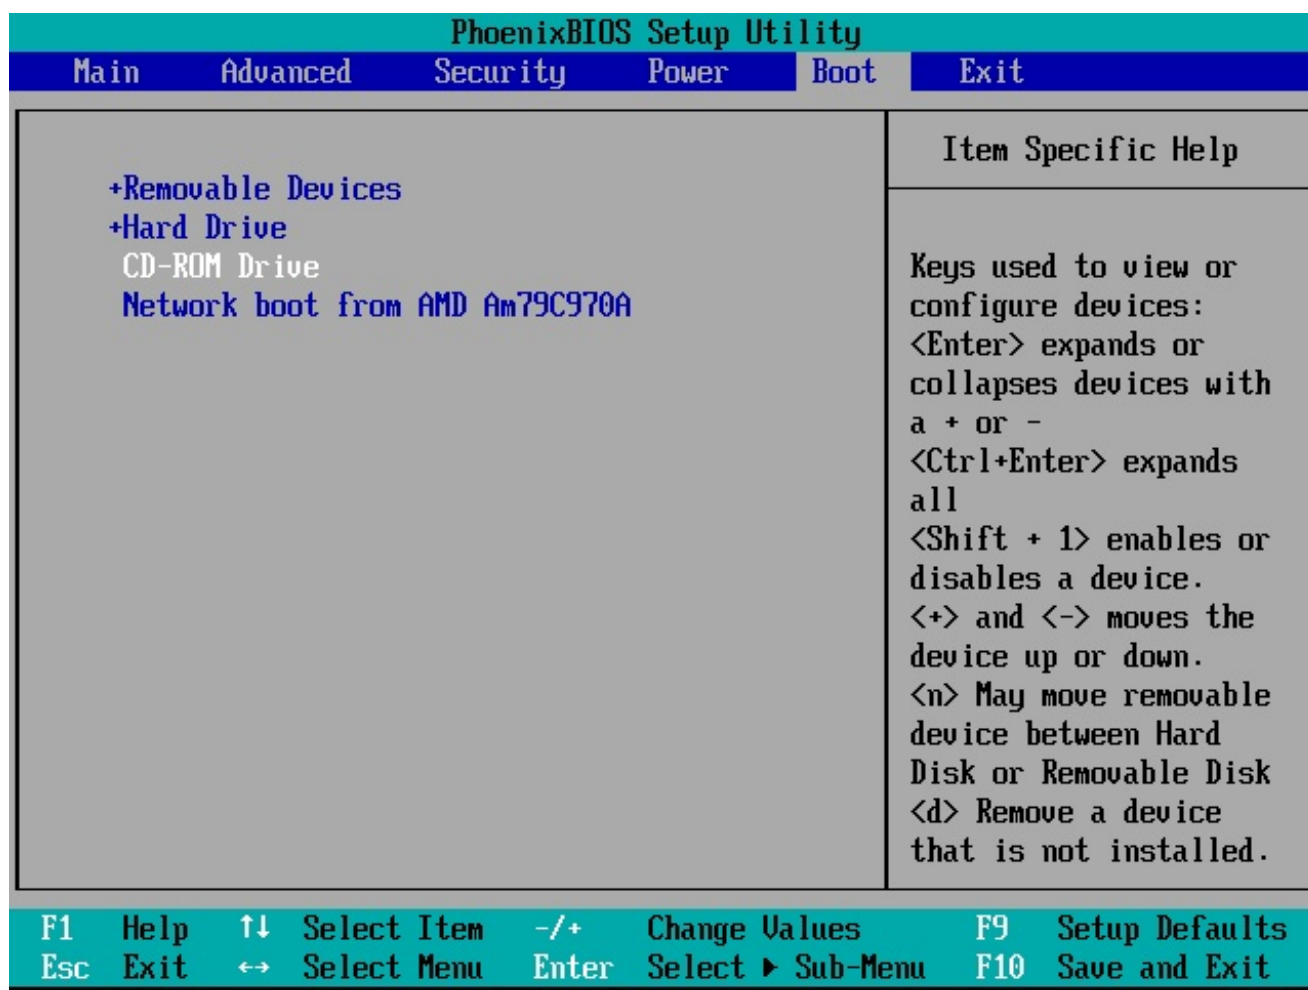 PhoenixBIOS Setup Utility
Main Advanced Security Power Boot Exit
+Removable Devices
+Hard Drive
CD-ROM Drive
Network boot from AMD Am79C970A
Item Specific Help
Keys used to view or
configure devices:
<Enter> expands or
collapses devices with
a + or -
<Ctrl+Enter> expands
all
<Shift + 1> enables or
disables a device.
<+> and <-> moves the
device up or down.
<n> May move removable
device between Hard
Disk or Removable Disk
<d> Remove a device
that is not installed.
F1 Help ↑↓ Select Item -/+ Change Values F9 Setup Defaults
Esc Exit ↔ Select Menu Enter Select ▶ Sub-Menu F10 Save and Exit